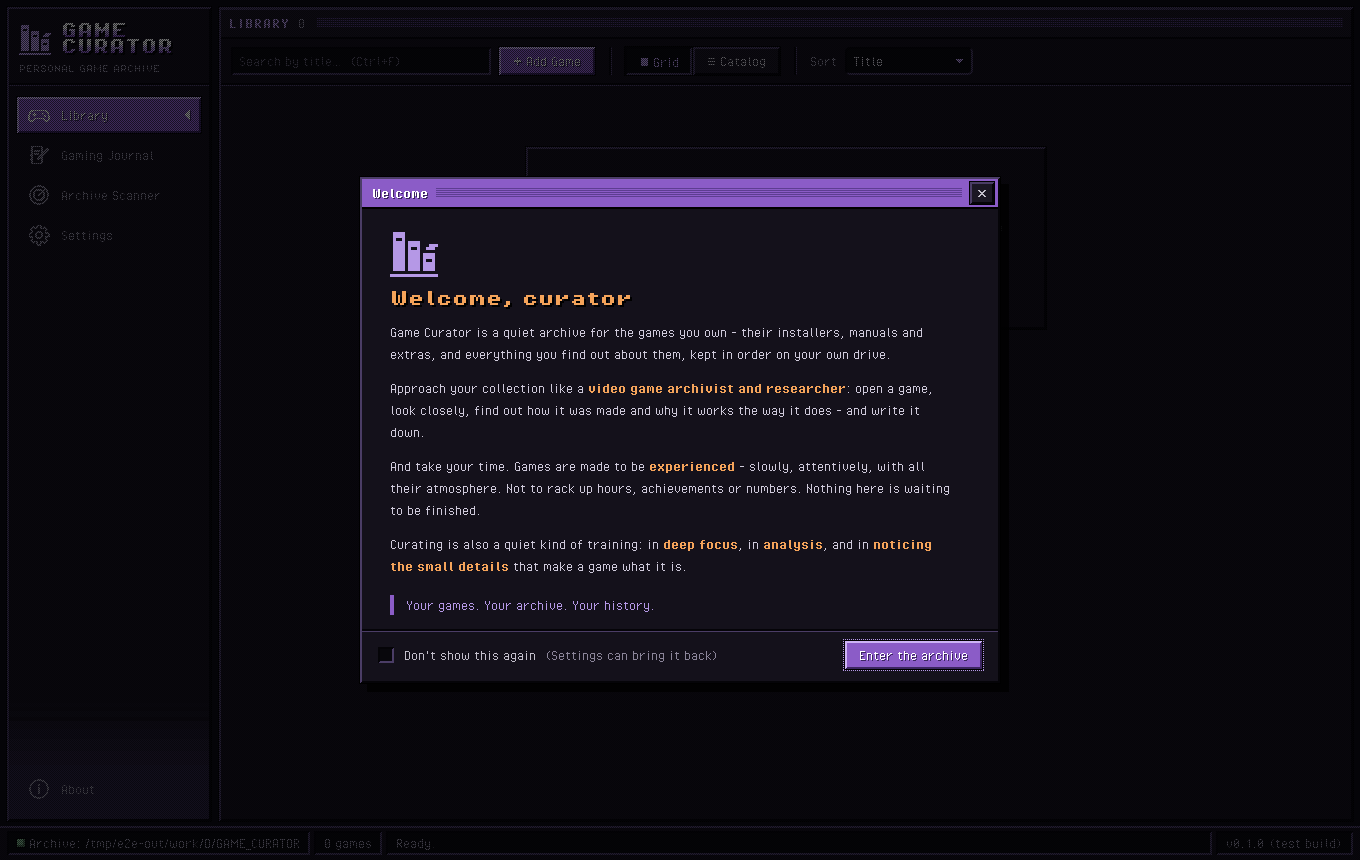 GAME
CURATOR
PERSONAL GAME ARCHIVE
Library
Gaming Journal
Archive Scanner
Settings
About
LIBRARY 0
Search by title... (Ctrl+F)
+ Add Game
Grid
Catalog
Sort
Title
Welcome
Welcome, curator
Game Curator is a quiet archive for the games you own - their installers, manuals and
extras, and everything you find out about them, kept in order on your own drive.
Approach your collection like a video game archivist and researcher: open a game,
look closely, find out how it was made and why it works the way it does - and write it
down.
And take your time. Games are made to be experienced - slowly, attentively, with all
their atmosphere. Not to rack up hours, achievements or numbers. Nothing here is waiting
to be finished.
Curating is also a quiet kind of training: in deep focus, in analysis, and in noticing
the small details that make a game what it is.
Your games. Your archive. Your history.
Don't show this again (Settings can bring it back)
Enter the archive
Archive: /tmp/e2e-out/work/0/GAME_CURATOR
0 games
Ready
v0.1.0 (test build)